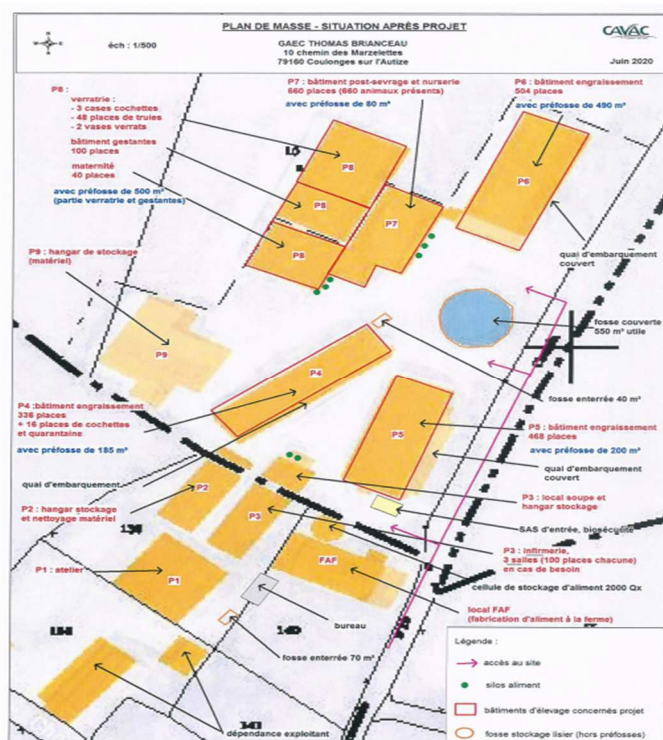 PLAN DE MASSE - SITUATION APRÈS PROJET
éch : 1/500
GAEC THOMAS BRIANCEAU
10 chemin des Marzelettes
79160 Coulonges sur l'Autize
CAVAC
Juin 2020
P8 :
verratrie :
- 3 cases cochettes
- 48 places de truies
- 2 vases verrats
bâtiment gestantes
100 places
maternité
40 places
avec préfosse de 500 m³
(partie verratrie et gestantes)
P7 : bâtiment post-sevrage et nurserie
660 places (660 animaux présents)
avec préfosse de 80 m³
P6 : bâtiment engraissement
504 places
avec préfosse de 490 m³
P8
P8
P8
P7
P6
quai d'embarquement
couvert
P9 : hangar de stockage
(matériel)
P9
fosse couverte
550 m³ utile
fosse enterrée 40 m³
P4
P4 :bâtiment engraissement
336 places
+ 16 places de cochettes
et quarantaine
avec préfosse de 185 m³
P5
P5 : bâtiment engraissement
468 places
avec préfosse de 200 m³
quai d'embarquement
couvert
quai d'embarquement
P2 : hangar stockage
et nettoyage matériel
P2
P3
P3 : local soupe et
hangar stockage
SAS d'entrée, biosécurité
P3 : infirmerie,
3 salles (100 places chacune)
en cas de besoin
P1 : atelier
P1
FAF
cellule de stockage d'aliment 2000 Qx
local FAF
(fabrication d'aliment à la ferme)
bureau
140
fosse enterrée 70 m³
dépendance exploitant
Légende :
accès au site
silos aliment
bâtiments d'élevage concernés projet
fosse stockage lisier (hors préfosses)